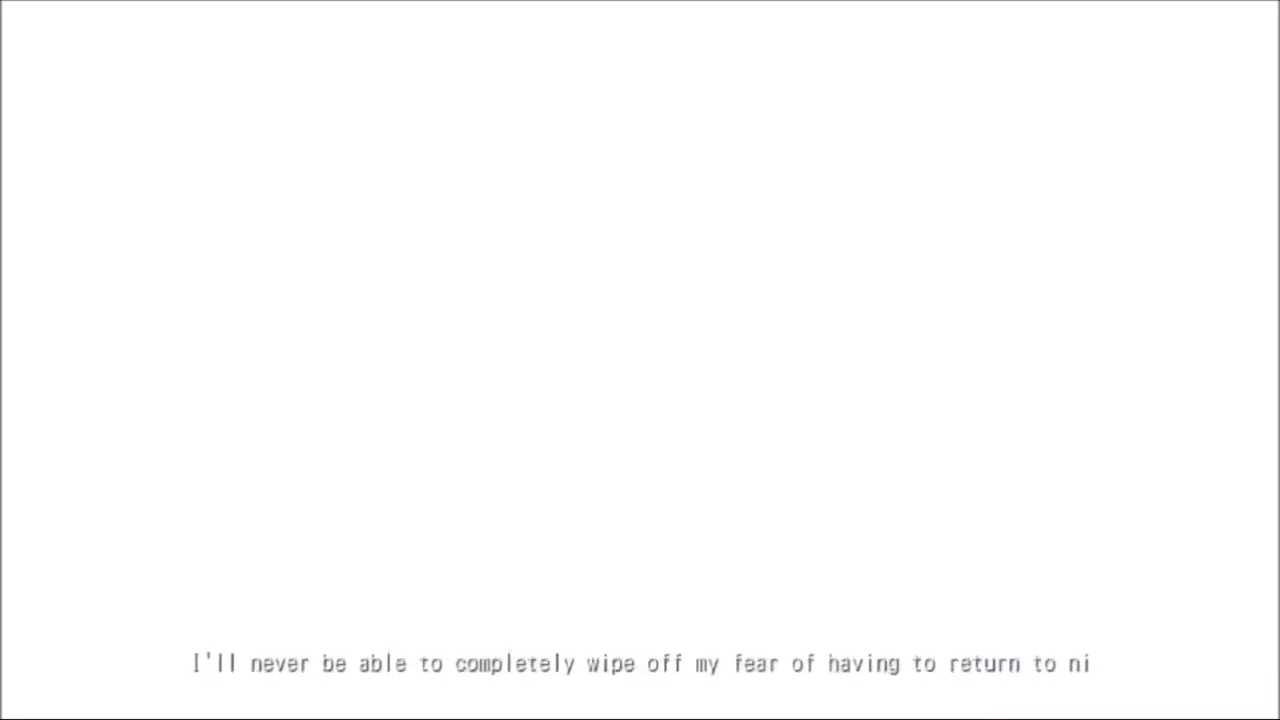 I'll never be able to completely wipe off my fear of having to return to ni